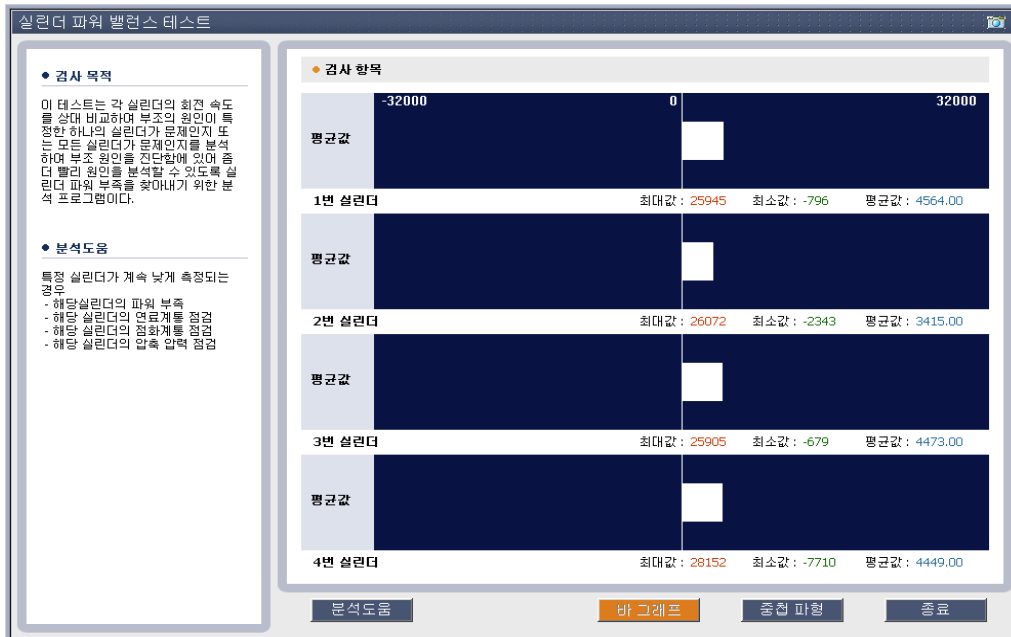 실린더 파워 밸런스 테스트
● 검사 목적
이 테스트는 각 실린더의 회전 속도
를 상대 비교하여 부조의 원인이 특
정한 하나의 실린더가 문제인지 또
는 모든 실린더가 문제인지를 분석
하여 부조 원인을 진단함에 있어 좀
더 빨리 원인을 분석할 수 있도록 실
린더 파워 부족을 찾아내기 위한 분
석 프로그램이다.
● 분석도움
특정 실린더가 계속 낮게 측정되는
경우
- 해당실린더의 파워 부족
- 해당 실린더의 연료계통 점검
- 해당 실린더의 점화계통 점검
- 해당 실린더의 압축 압력 점검
● 검사 항목
-32000 0 32000
평균값
1번 실린더 최대값 : 25945 최소값 : -796 평균값 : 4564.00
평균값
2번 실린더 최대값 : 26072 최소값 : -2343 평균값 : 3415.00
평균값
3번 실린더 최대값 : 25905 최소값 : -679 평균값 : 4473.00
평균값
4번 실린더 최대값 : 28152 최소값 : -7710 평균값 : 4449.00
분석도움 바 그래프 중첩 파형 종료